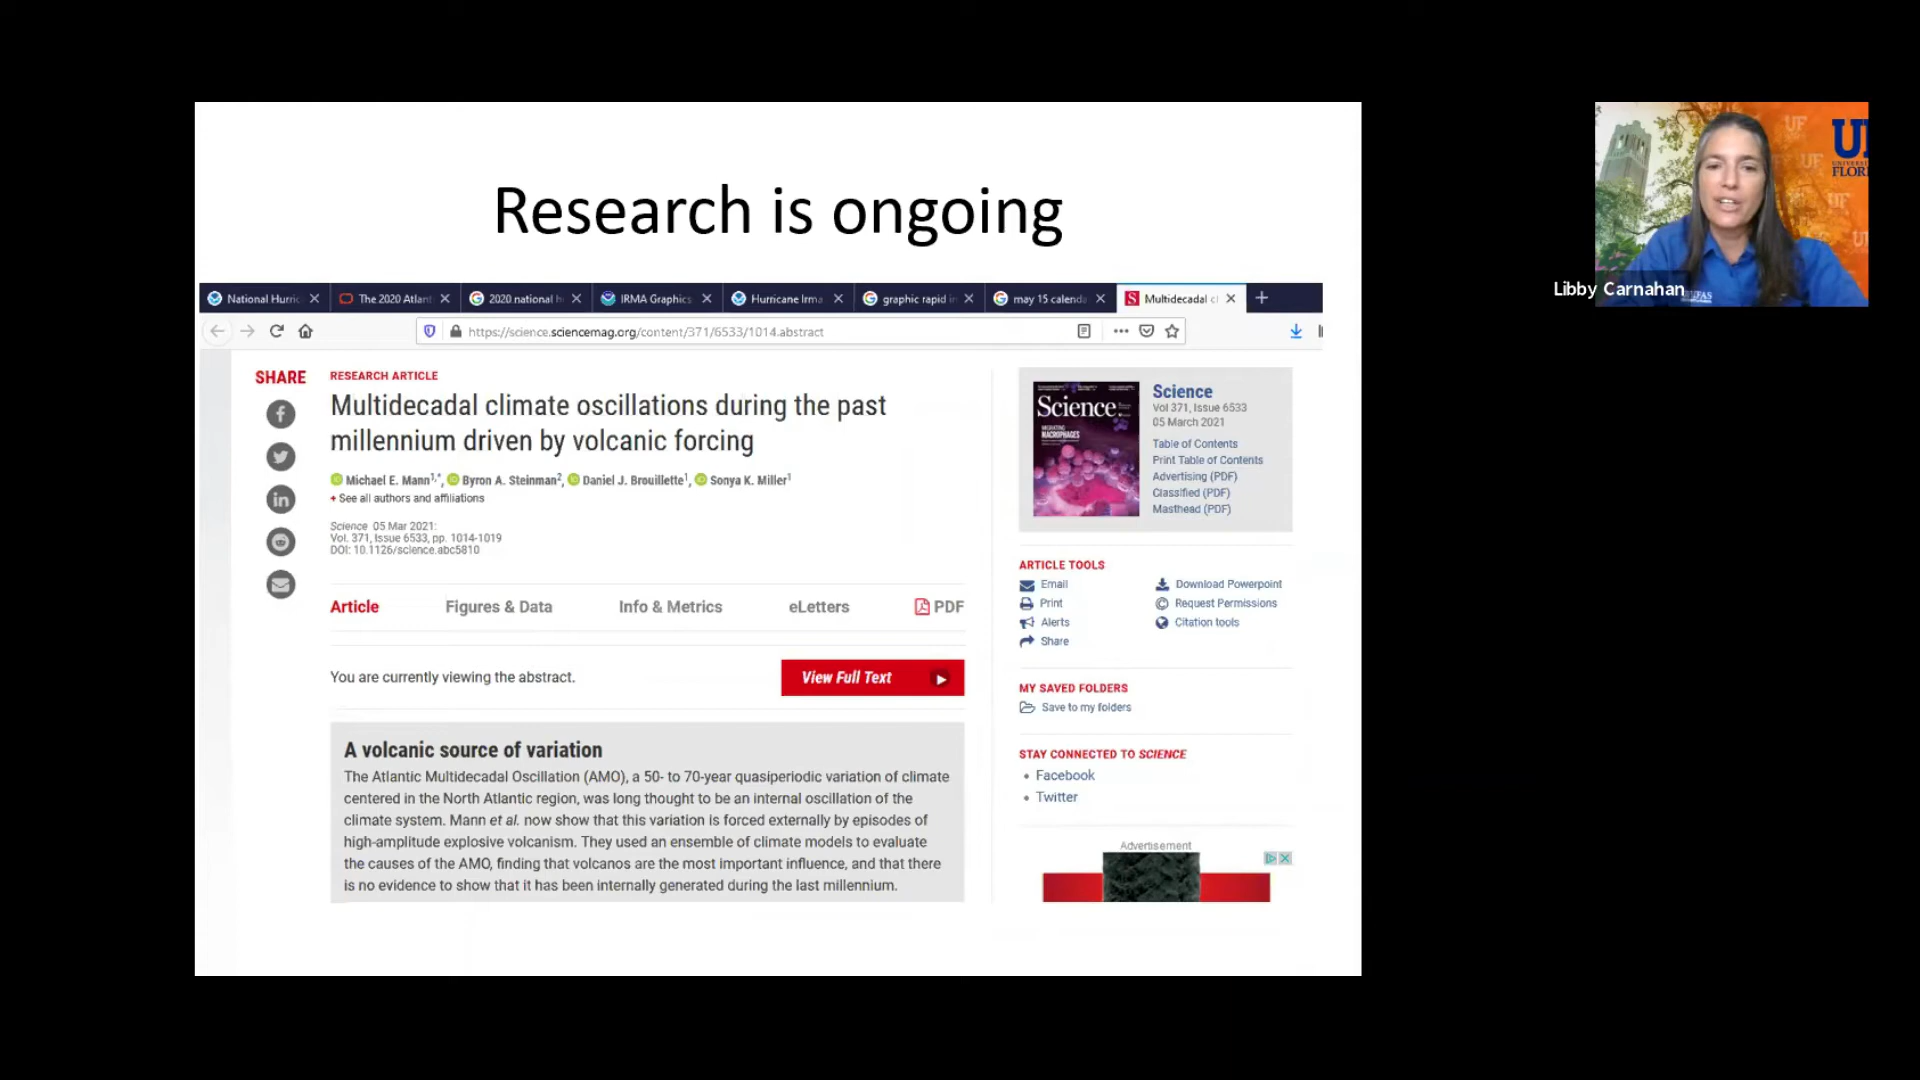 Research is ongoing
National Hurric
The 2020 Atlant
2020 national h
IRMA Graphics
Hurricane Irma
graphic rapid in
may 15 calenda
Multidecadal cl
https://science.sciencemag.org/content/371/6533/1014.abstract
SHARE
RESEARCH ARTICLE
Multidecadal climate oscillations during the past
millennium driven by volcanic forcing
Michael E. Mann1,*, Byron A. Steinman2, Daniel J. Brouillette1, Sonya K. Miller1
+ See all authors and affiliations
Science 05 Mar 2021:
Vol. 371, Issue 6533, pp. 1014-1019
DOI: 10.1126/science.abc5810
Article Figures & Data Info & Metrics eLetters PDF
You are currently viewing the abstract.
View Full Text
A volcanic source of variation
The Atlantic Multidecadal Oscillation (AMO), a 50- to 70-year quasiperiodic variation of climate
centered in the North Atlantic region, was long thought to be an internal oscillation of the
climate system. Mann et al. now show that this variation is forced externally by episodes of
high-amplitude explosive volcanism. They used an ensemble of climate models to evaluate
the causes of the AMO, finding that volcanos are the most important influence, and that there
is no evidence to show that it has been internally generated during the last millennium.
Science
MIGRATING
MACROPHAGES
Science
Vol 371, Issue 6533
05 March 2021
Table of Contents
Print Table of Contents
Advertising (PDF)
Classified (PDF)
Masthead (PDF)
ARTICLE TOOLS
Email
Print
Alerts
Share
Download Powerpoint
Request Permissions
Citation tools
MY SAVED FOLDERS
Save to my folders
STAY CONNECTED TO SCIENCE
Facebook
Twitter
Advertisement
UF
UF
UF
UF
Libby Carnahan